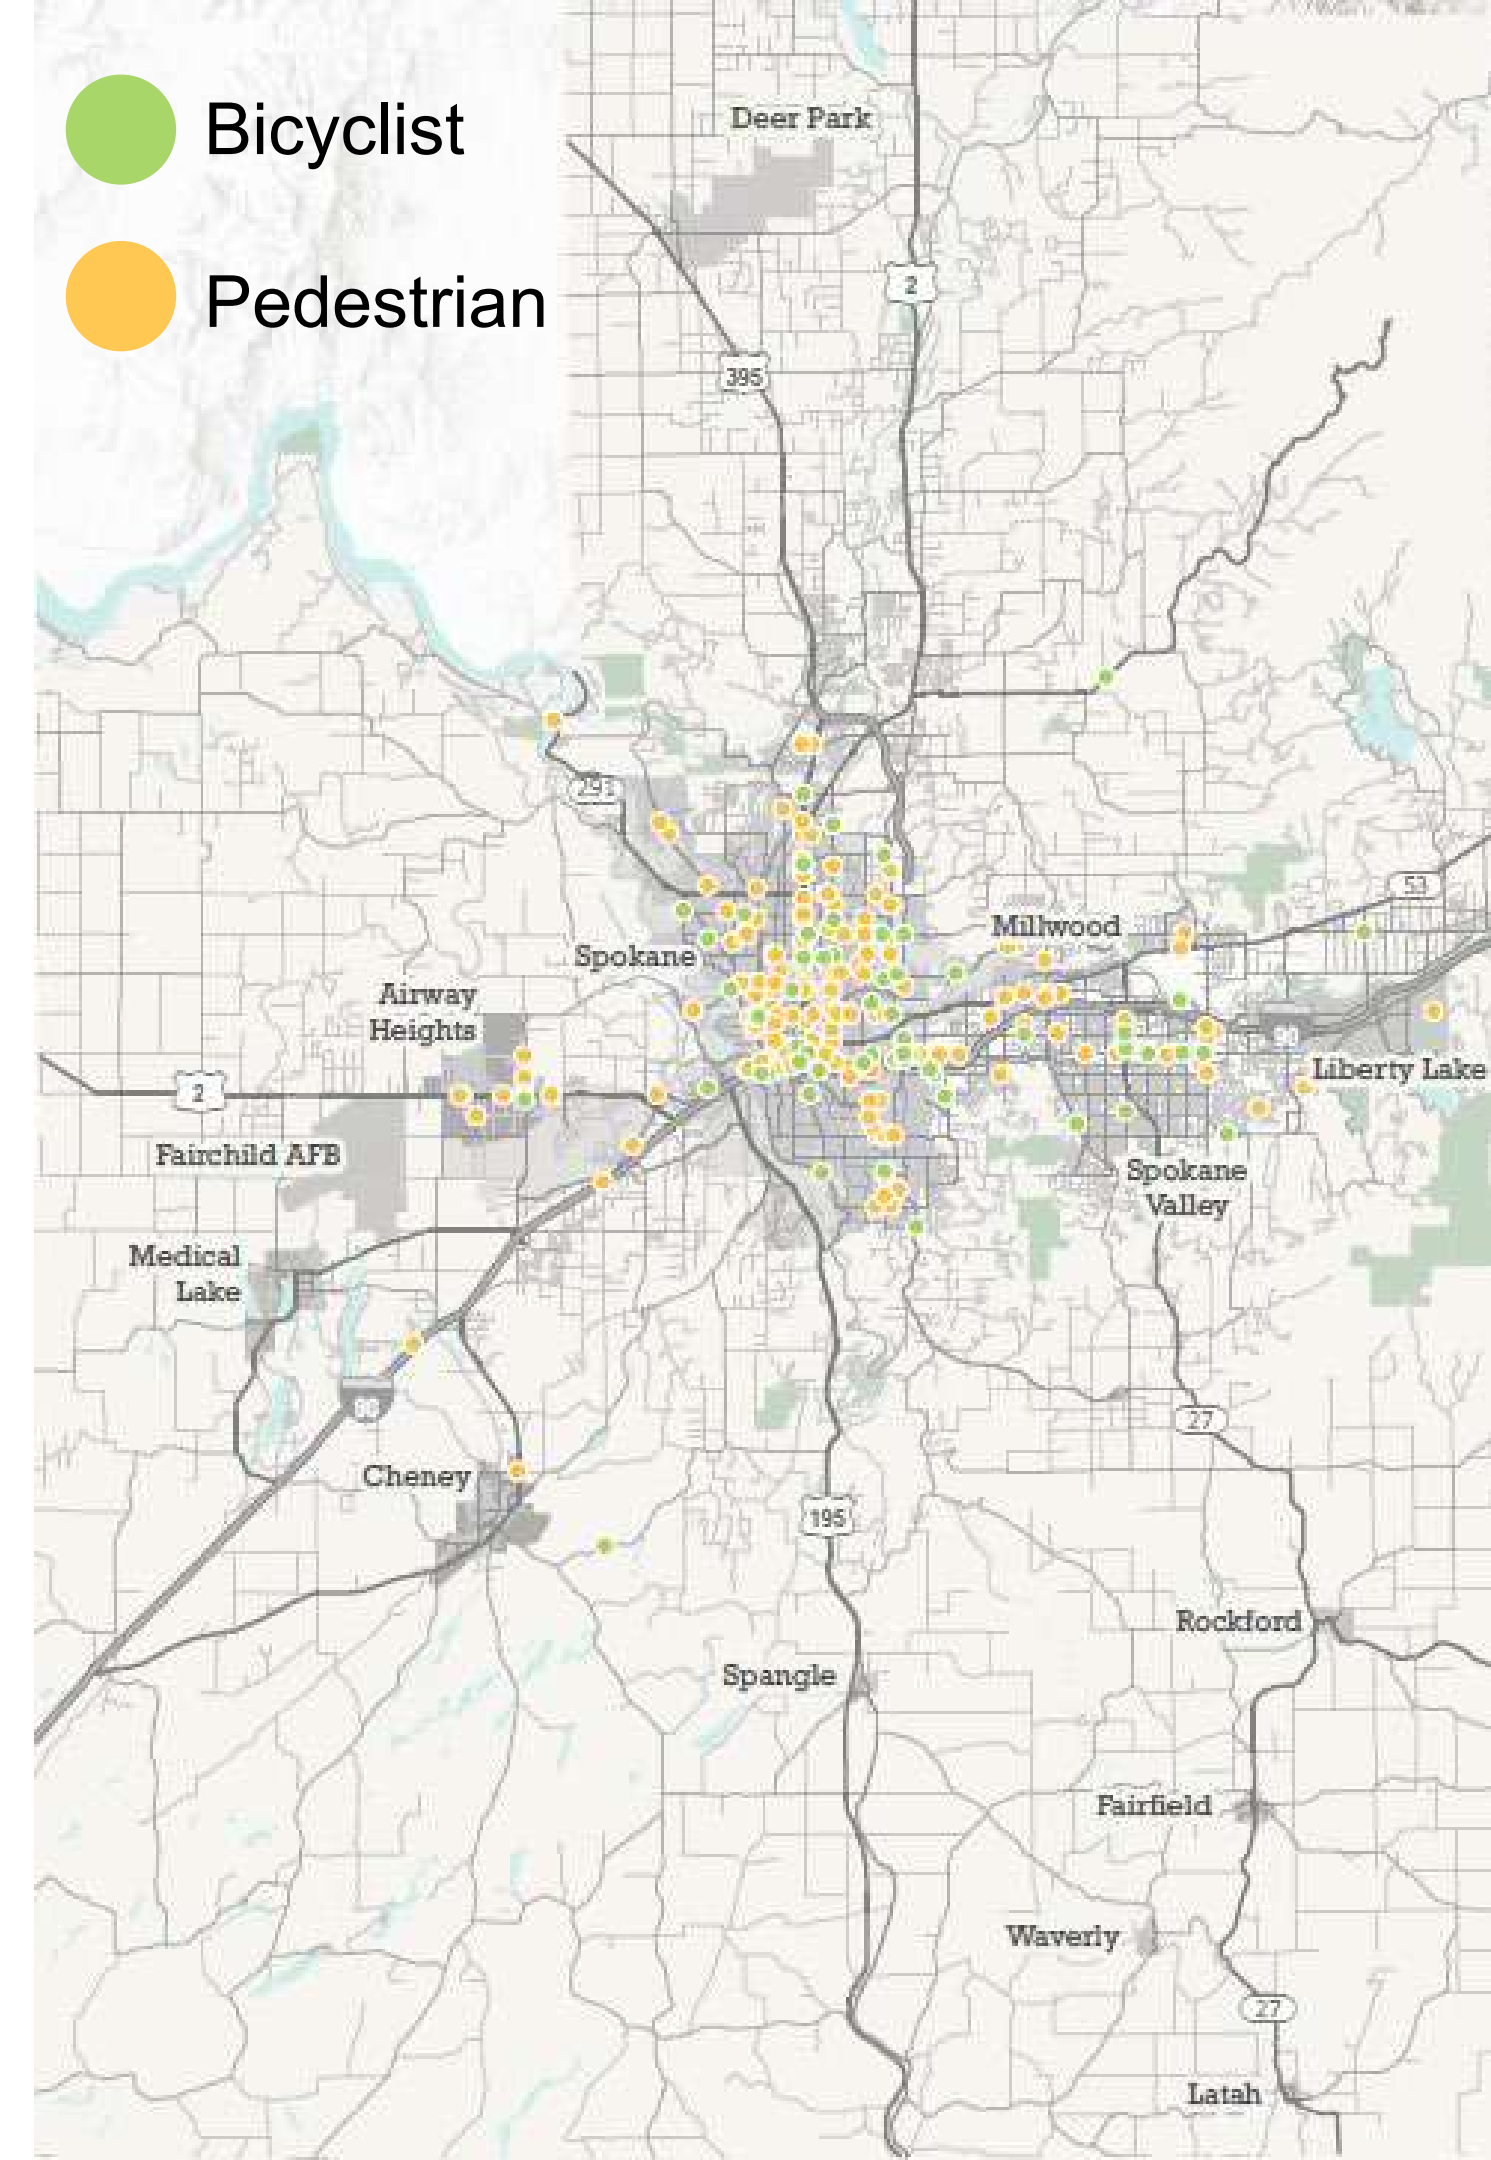 Bicyclist
Pedestrian
Deer Park
2
395
291
53
Millwood
Spokane
Airway
Heights
2
Liberty Lake
Fairchild AFB
Spokane
Valley
Medical
Lake
27
Cheney
195
Rockford
Spangle
Fairfield
Waverly
27
Latah